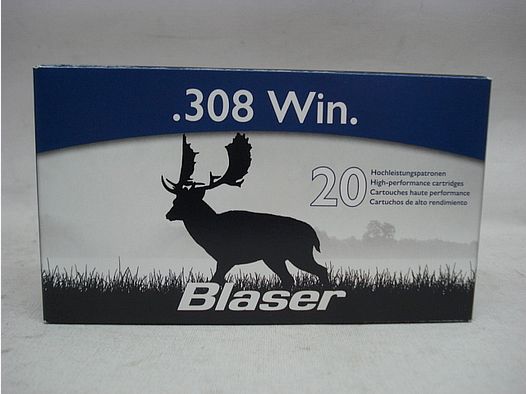 .308 Win.
20
Hochleistungspatronen
High-performance cartridges
Cartouches haute performance
Cartuchos de alto rendimiento
Blaser